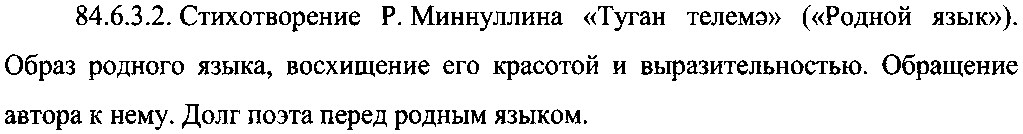 84.6.3.2. Стихотворение Р. Миннуллина «Туган телемә» («Родной язык»).
Образ родного языка, восхищение его красотой и выразительностью. Обращение
автора к нему. Долг поэта перед родным языком.